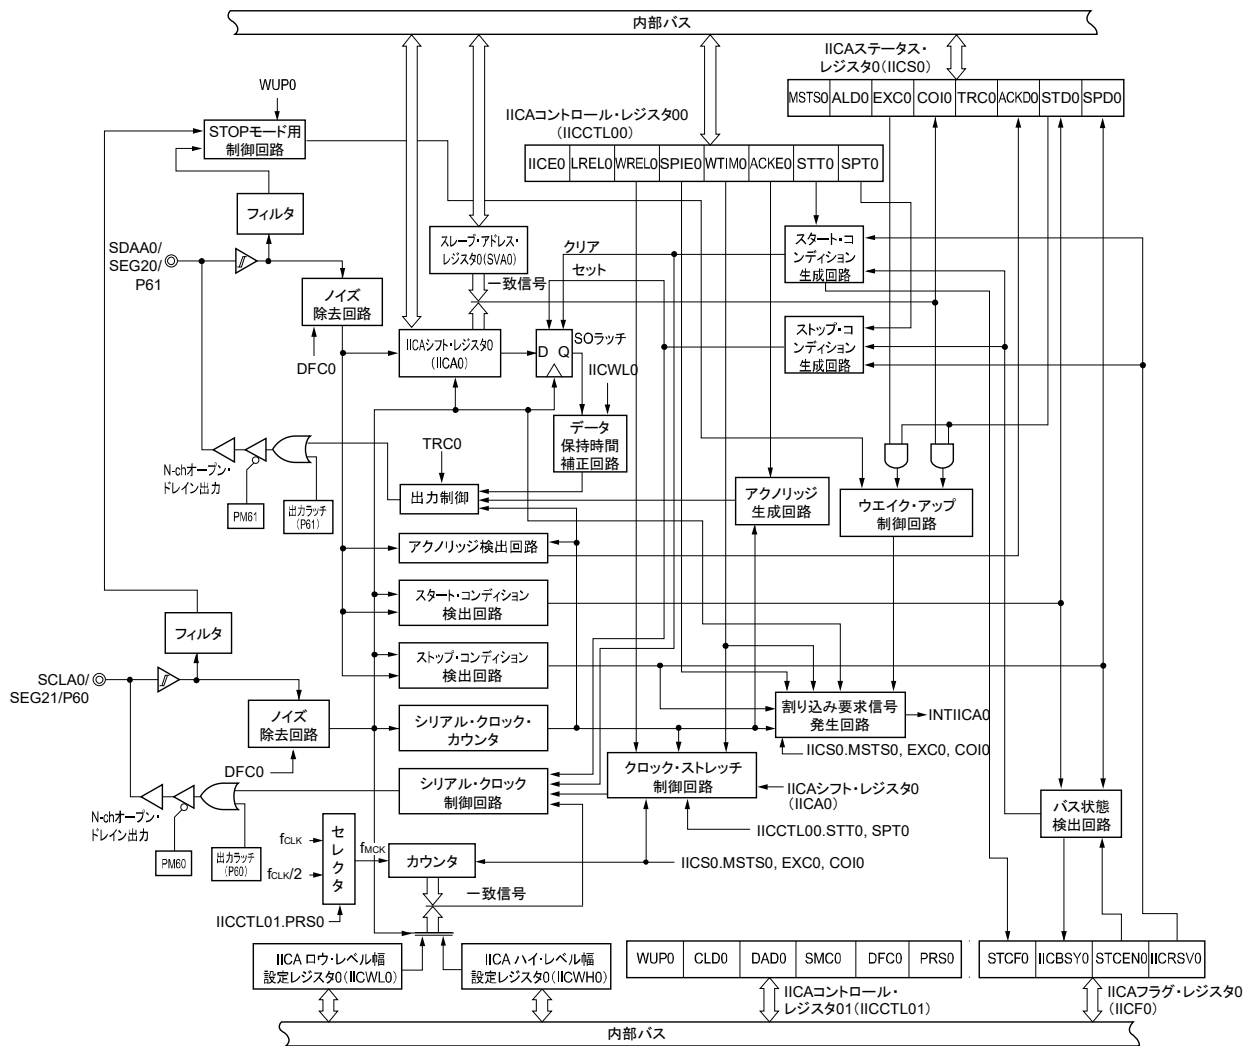 内部バス
IICAステータス・
レジスタ0(IICS0)
MSTS0 ALD0 EXC0 COI0 TRC0 ACKD0 STD0 SPD0
WUP0
STOPモード用
制御回路
IICAコントロール・レジスタ00
(IICCTL00)
IICE0 LREL0 WREL0 SPIE0 WTIM0 ACKE0 STT0 SPT0
フィルタ
SDAA0/
SEG20/
P61
スレーブ・アドレス・
レジスタ0(SVA0)
クリア
セット
一致信号
スタート・コ
ンディション
生成回路
ノイズ
除去回路
DFC0
IICAシフト・レジスタ0
(IICA0)
D Q
SOラッチ
IICWL0
ストップ・コ
ンディション
生成回路
データ
保持時間
補正回路
TRC0
N-chオープン・
ドレイン出力
PM61
出力ラッチ
(P61)
出力制御
アクノリッジ
生成回路
ウエイク・アップ
制御回路
アクノリッジ検出回路
スタート・コンディション
検出回路
フィルタ
ストップ・コンディション
検出回路
SCLA0/
SEG21/P60
ノイズ
除去回路
DFC0
シリアル・クロック・
カウンタ
割り込み要求信号
発生回路
INTIICA0
IICS0.MSTS0, EXC0, COI0
シリアル・クロック
制御回路
クロック・ストレッチ
制御回路
IICAシフト・レジスタ0
(IICA0)
バス状態
検出回路
N-chオープン・
ドレイン出力
PM60
出力ラッチ
(P60)
IICCTL00.STT0, SPT0
fCLK
fCLK/2
セレクタ
fMCK
カウンタ
IICS0.MSTS0, EXC0, COI0
一致信号
IICCTL01.PRS0
IICA ロウ・レベル幅
設定レジスタ0(IICWL0)
IICA ハイ・レベル幅
設定レジスタ0(IICWH0)
WUP0 CLD0 DAD0 SMC0 DFC0 PRS0
STCF0 IICBSY0 STCEN0 IICRSV0
IICAコントロール・
レジスタ01(IICCTL01)
IICAフラグ・レジスタ0
(IICF0)
内部バス